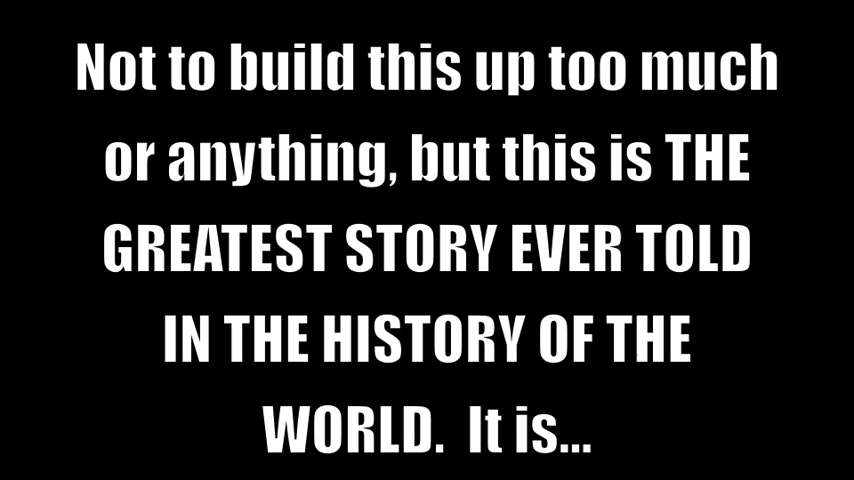 Not to build this up too much
or anything, but this is THE
GREATEST STORY EVER TOLD
IN THE HISTORY OF THE
WORLD.  It is...